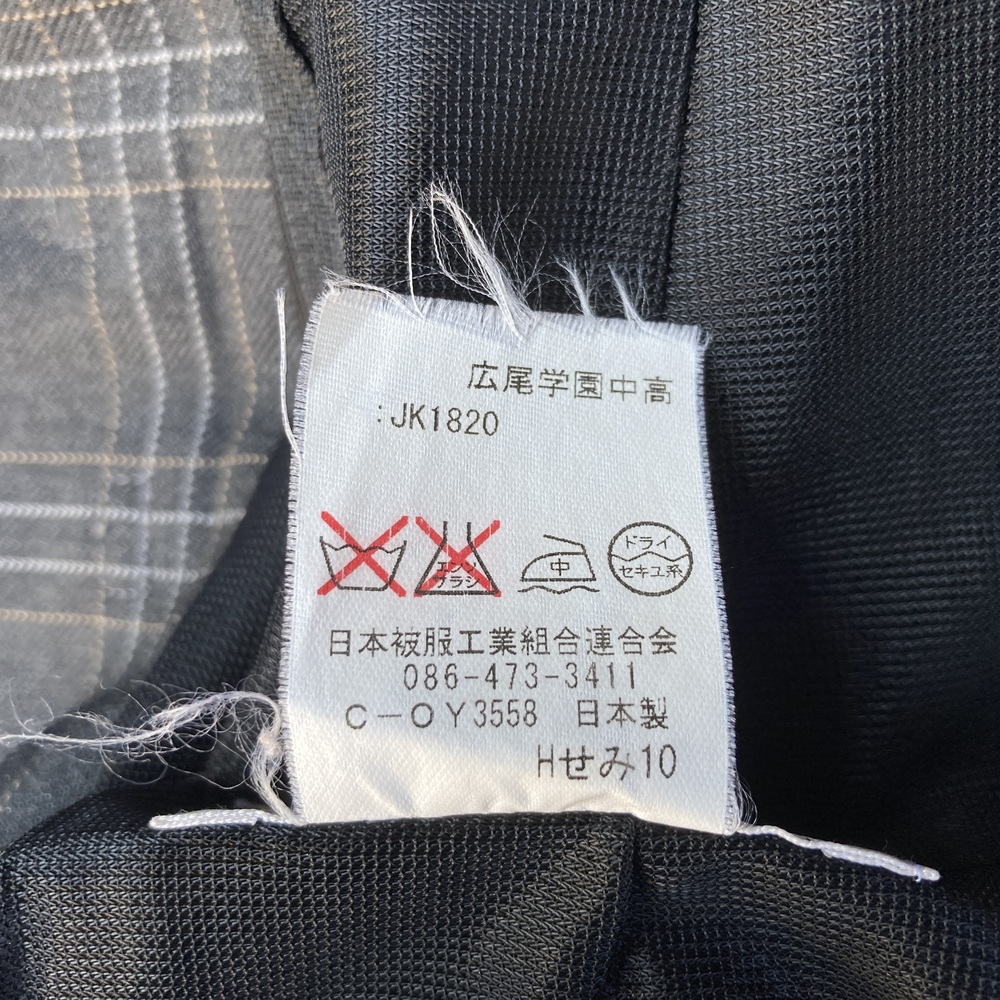 広尾学園中高
:JK1820
エンソ
サラシ
中
ドライ
セキユ系
日本被服工業組合連合会
086-473-3411
C-OY3558 日本製
Hせみ10